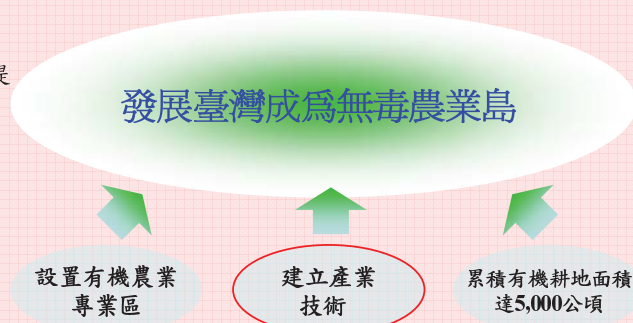 是
發展臺灣成爲無毒農業島
設置有機農業
專業區
建立產業
技術
累積有機耕地面積
達5,000公頃